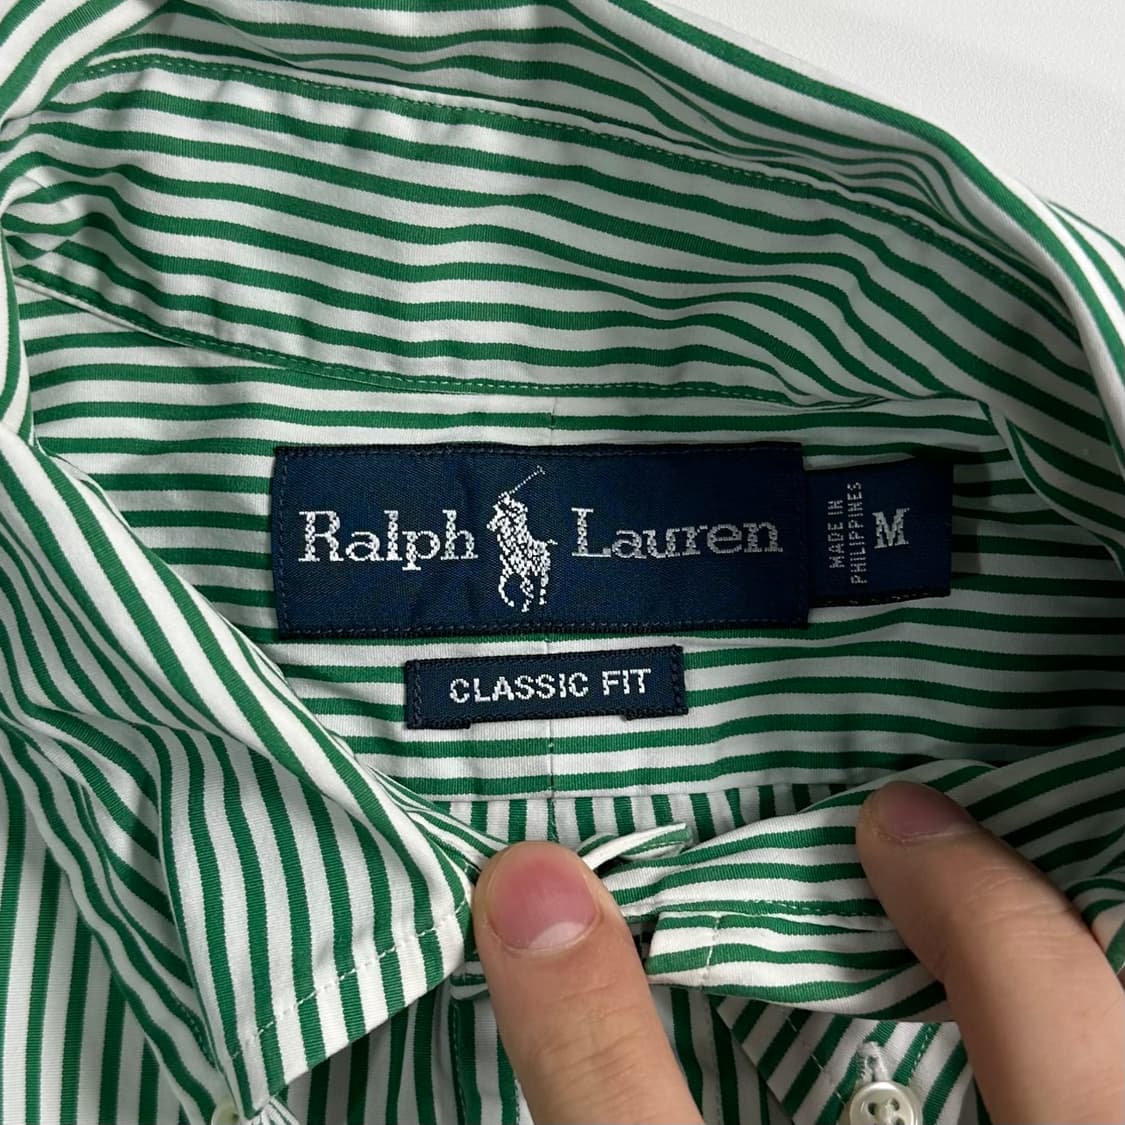 Ralph Lauren
MADE IN
PHILIPPINES
M
CLASSIC FIT